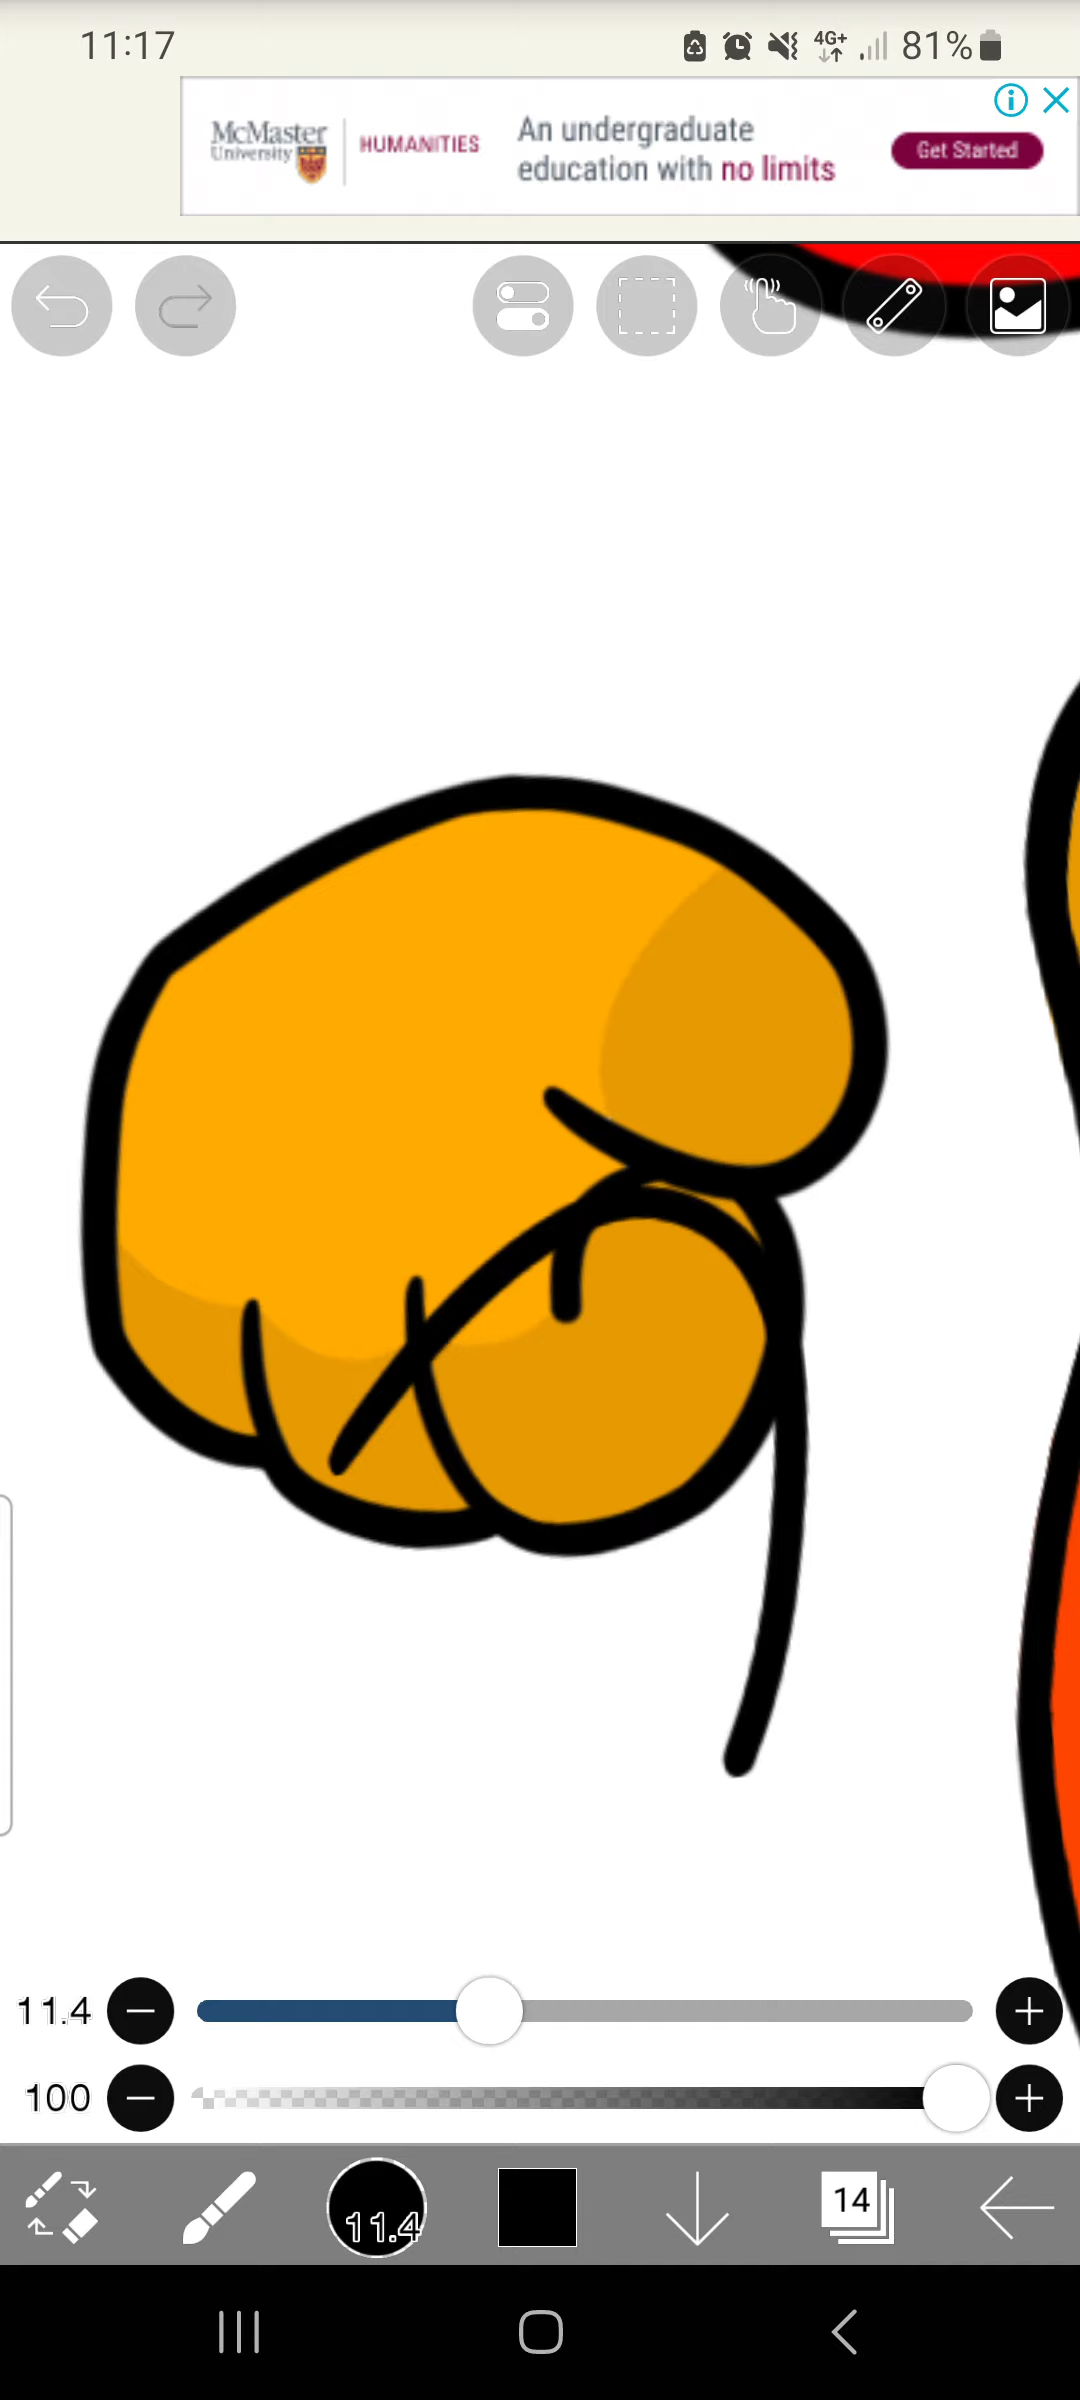 11:17
4G+
81%
McMaster
University
HUMANITIES
An undergraduate
education with no limits
Get Started
11.4
100
11.4
14